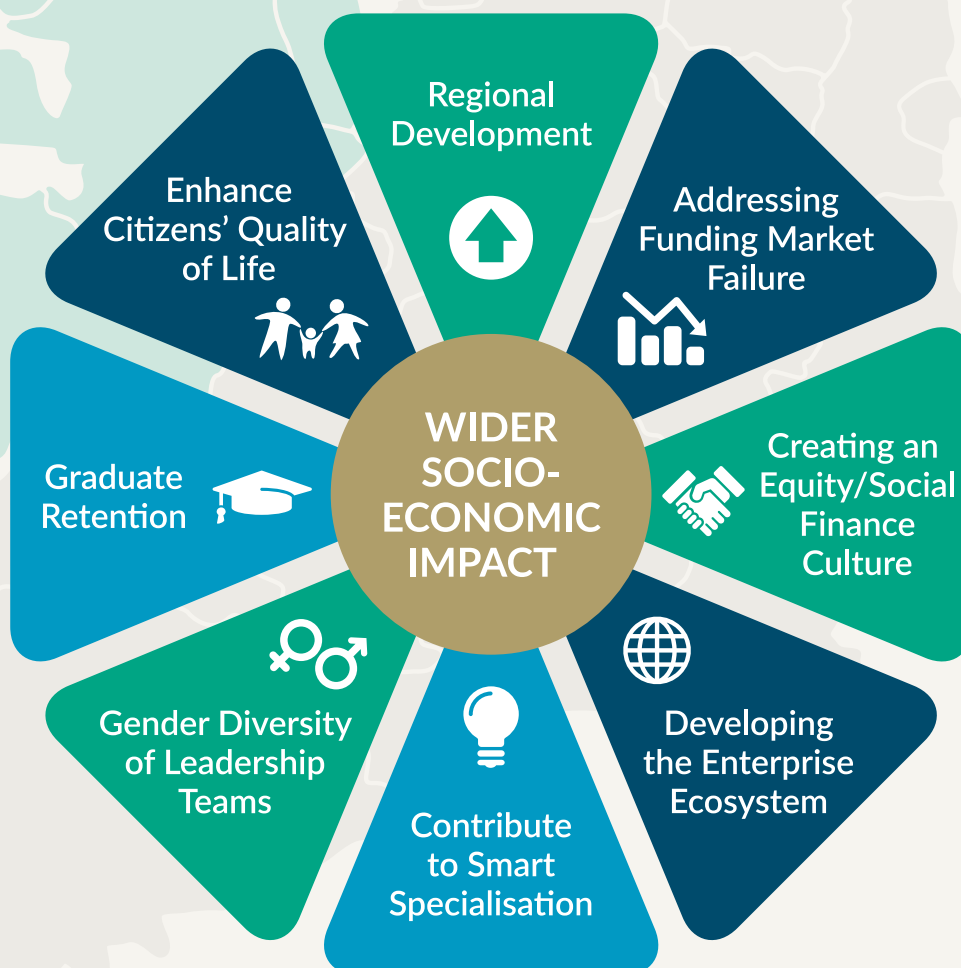 Regional
Development
Addressing
Funding Market
Failure
Creating an
Equity/Social
Finance
Culture
Developing
the Enterprise
Ecosystem
Contribute
to Smart
Specialisation
Gender Diversity
of Leadership
Teams
Graduate
Retention
Enhance
Citizens’ Quality
of Life
WIDER
SOCIO-
ECONOMIC
IMPACT